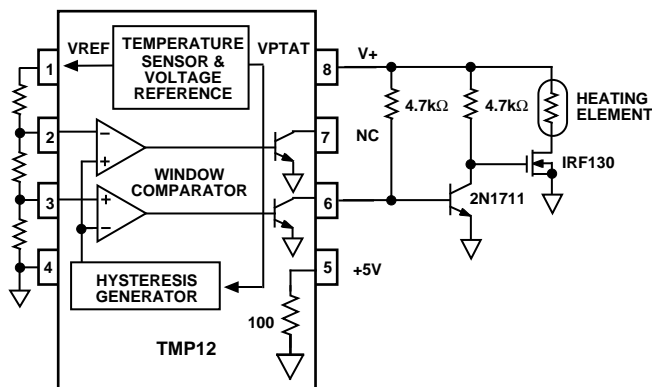 VREF
TEMPERATURE
SENSOR &
VOLTAGE
REFERENCE
VPTAT
1
8
V+
4.7kΩ
4.7kΩ
HEATING
ELEMENT
2
7
NC
IRF130
WINDOW
COMPARATOR
3
6
2N1711
4
5
+5V
HYSTERESIS
GENERATOR
100
TMP12